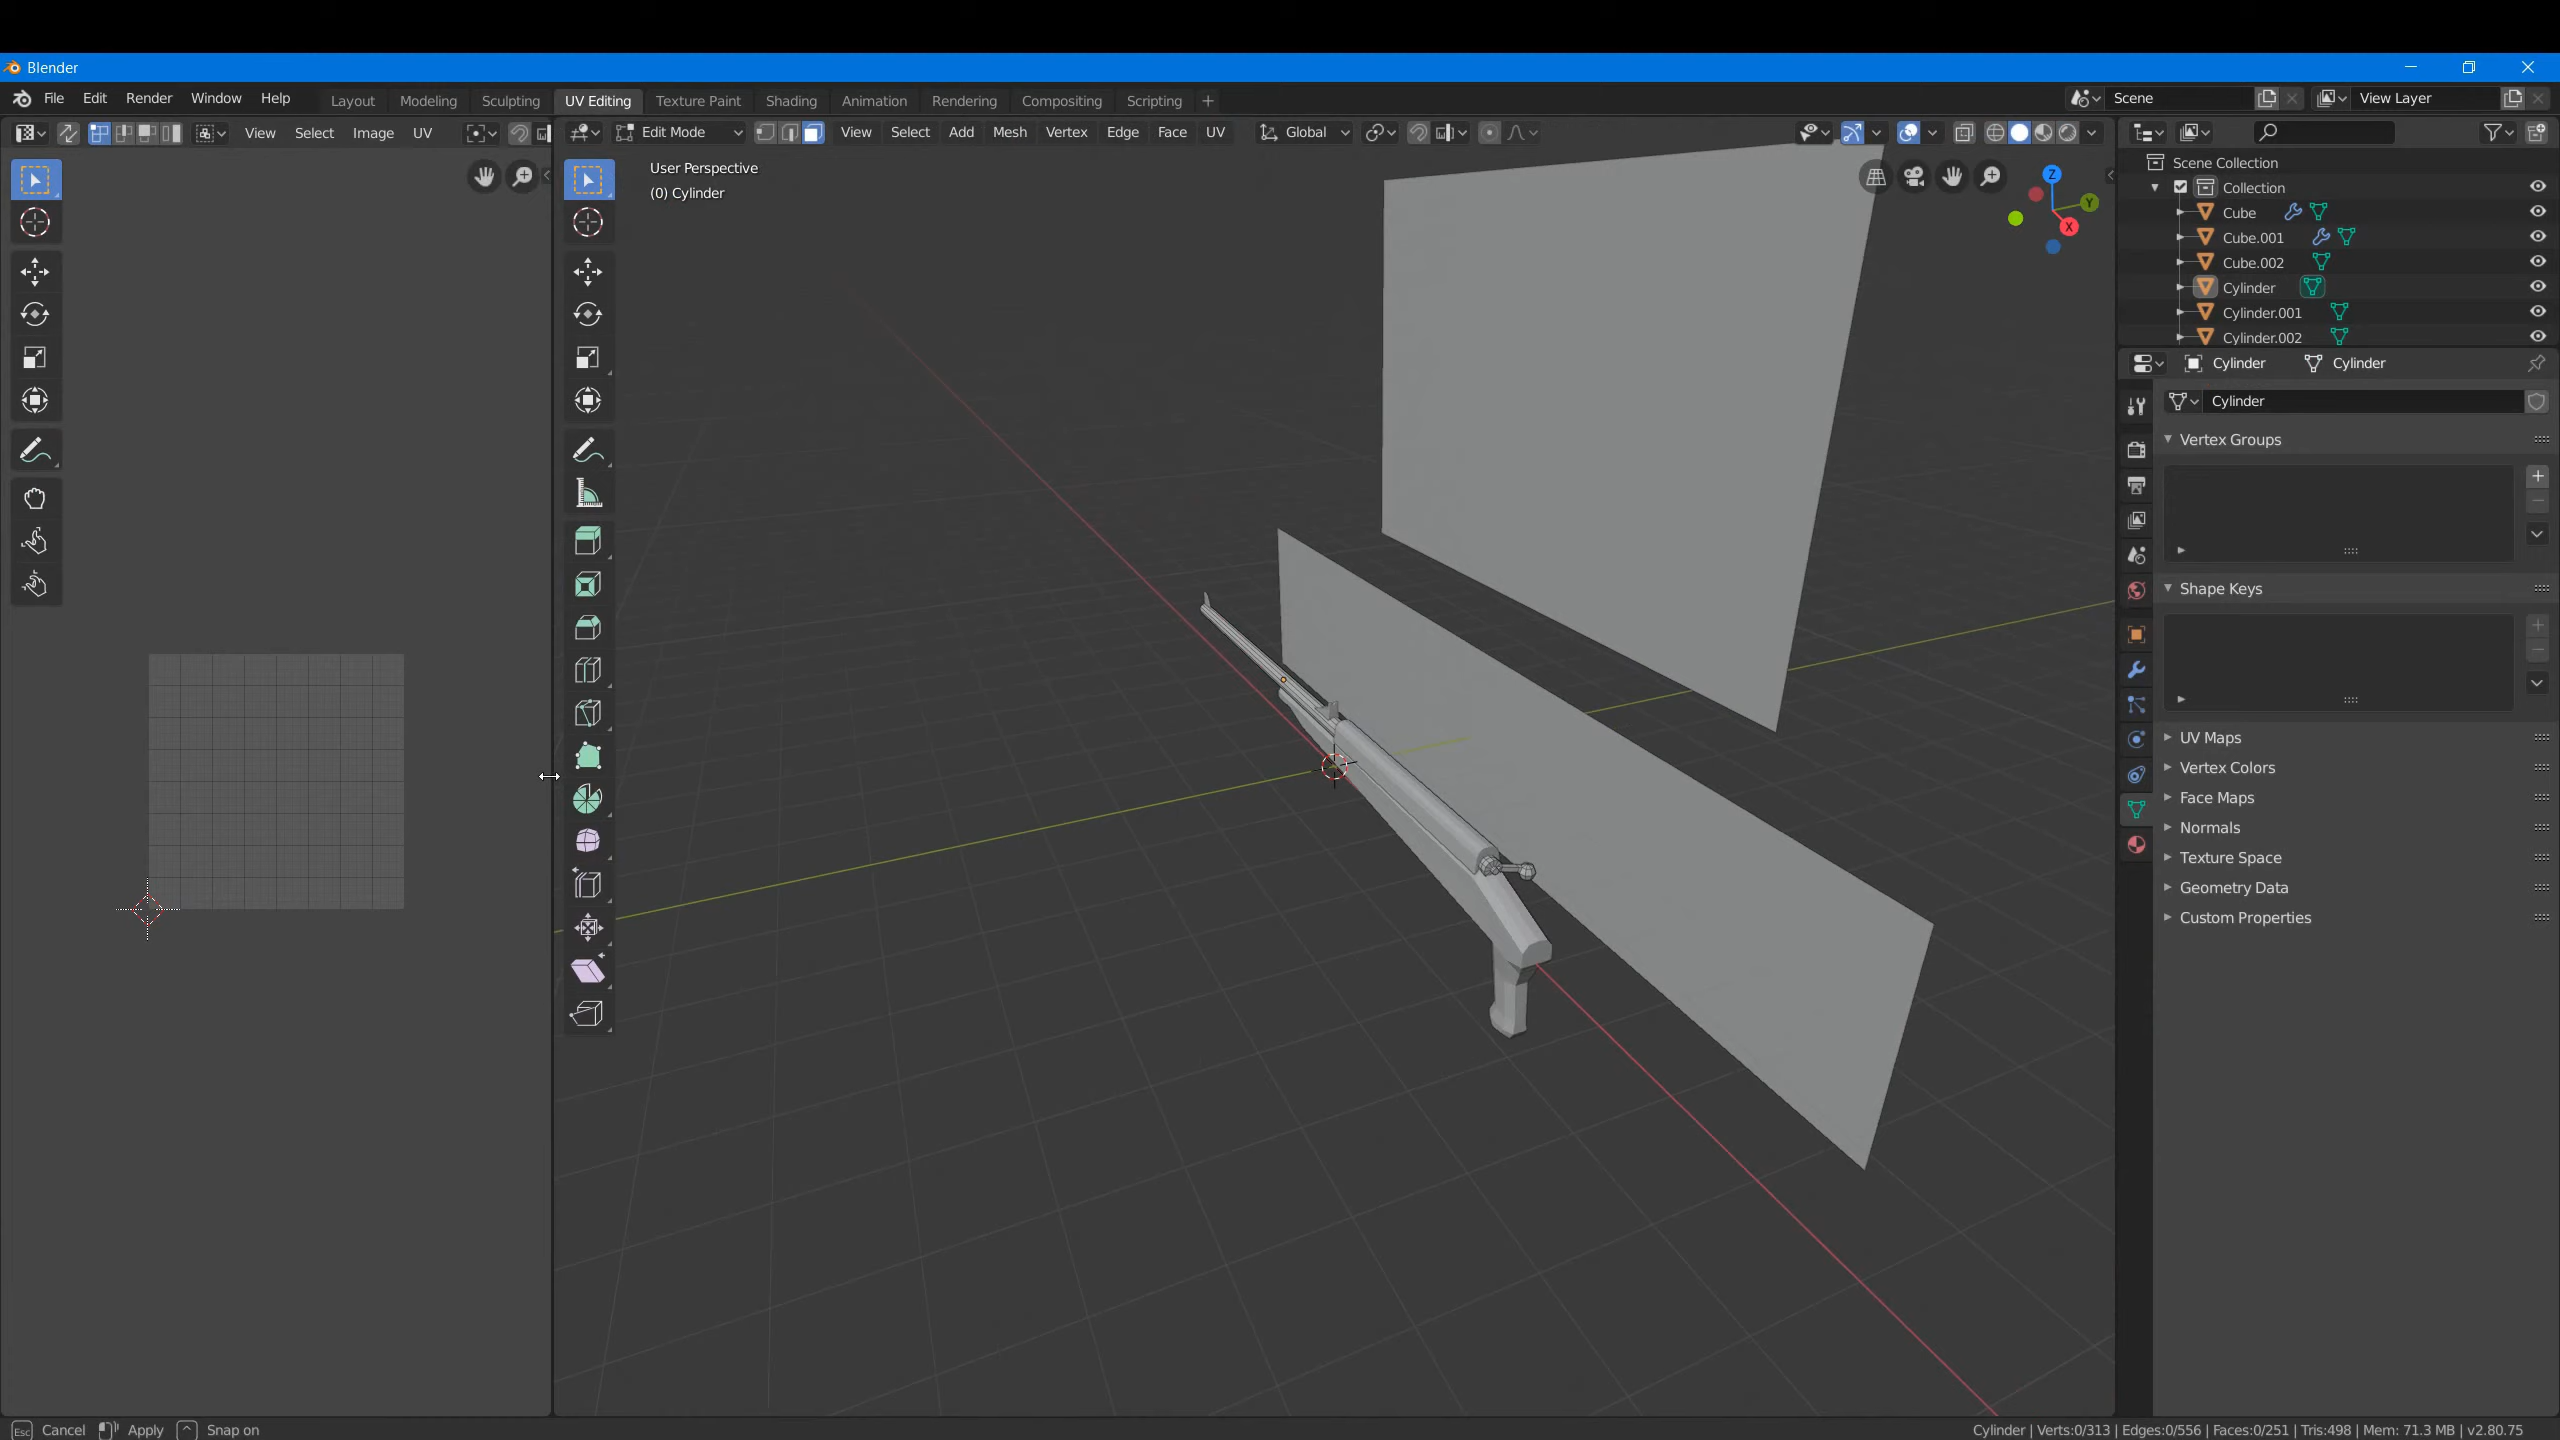 Blender
File Edit Render Window Help Layout Modeling Sculpting UV Editing Texture Paint Shading Animation Rendering Compositing Scripting + Scene View Layer
View Select Image UV Edit Mode View Select Add Mesh Vertex Edge Face UV Global
User Perspective
(0) Cylinder
Z
Y
X
Scene Collection
Collection
Cube
Cube.001
Cube.002
Cylinder
Cylinder.001
Cylinder.002
Cylinder Cylinder
Cylinder
Vertex Groups
Shape Keys
UV Maps
Vertex Colors
Face Maps
Normals
Texture Space
Geometry Data
Custom Properties
Esc Cancel Apply ^ Snap on Cylinder | Verts:0/313 | Edges:0/556 | Faces:0/251 | Tris:498 | Mem: 71.3 MB | v2.80.75